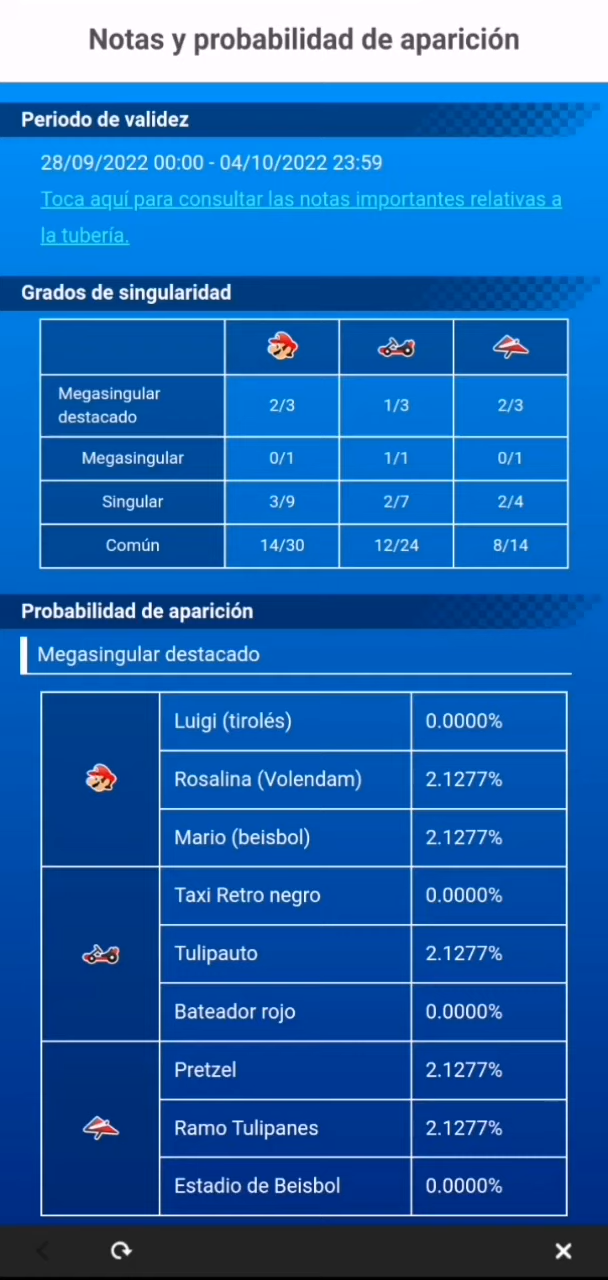 Notas y probabilidad de aparición
Periodo de validez
28/09/2022 00:00 - 04/10/2022 23:59
Toca aquí para consultar las notas importantes relativas a
la tubería.
Grados de singularidad
Megasingular
destacado
2/3 1/3 2/3
Megasingular 0/1 1/1 0/1
Singular 3/9 2/7 2/4
Común 14/30 12/24 8/14
Probabilidad de aparición
Megasingular destacado
Luigi (tirolés) 0.0000%
Rosalina (Volendam) 2.1277%
Mario (beisbol) 2.1277%
Taxi Retro negro 0.0000%
Tulipauto 2.1277%
Bateador rojo 0.0000%
Pretzel 2.1277%
Ramo Tulipanes 2.1277%
Estadio de Beisbol 0.0000%